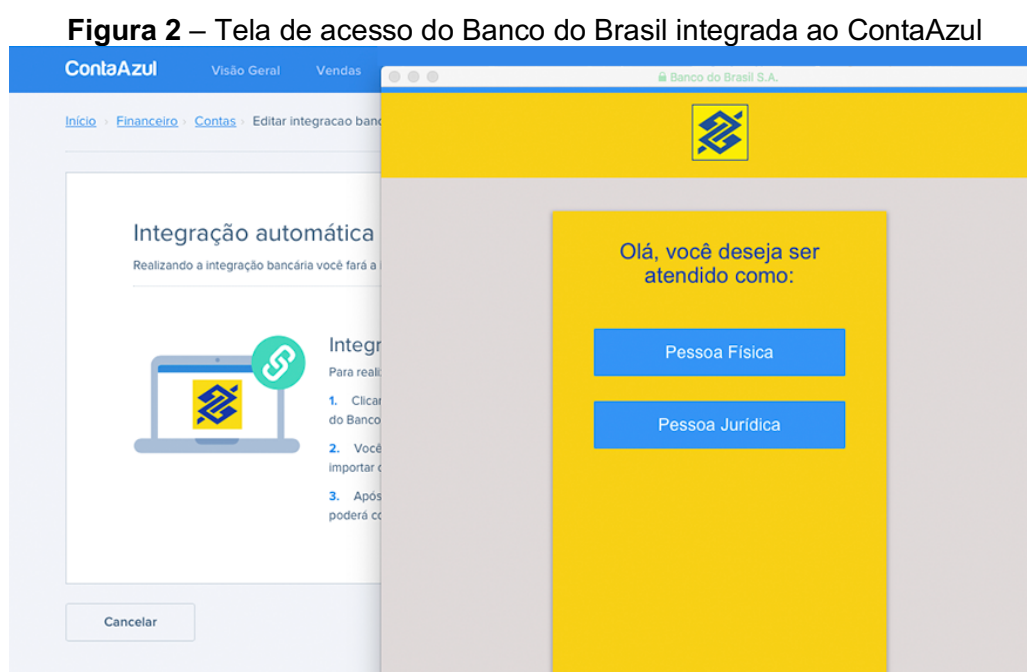 Figura 2 – Tela de acesso do Banco do Brasil integrada ao ContaAzul
ContaAzul Visão Geral Vendas
Banco do Brasil S.A.
Início › Financeiro › Contas › Editar integracao banc
Integração automática
Realizando a integração bancária você fará a
Integr
Para reali
1. Clicar
do Banco
2. Você
importar
3. Após
poderá co
Cancelar
Olá, você deseja ser
atendido como:
Pessoa Física
Pessoa Jurídica